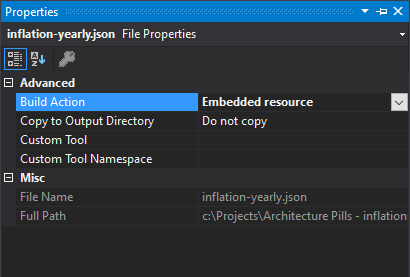 Properties
inflation-yearly.json File Properties
Advanced
Build Action Embedded resource
Copy to Output Directory Do not copy
Custom Tool
Custom Tool Namespace
Misc
File Name inflation-yearly.json
Full Path c:\Projects\Architecture Pills - inflation